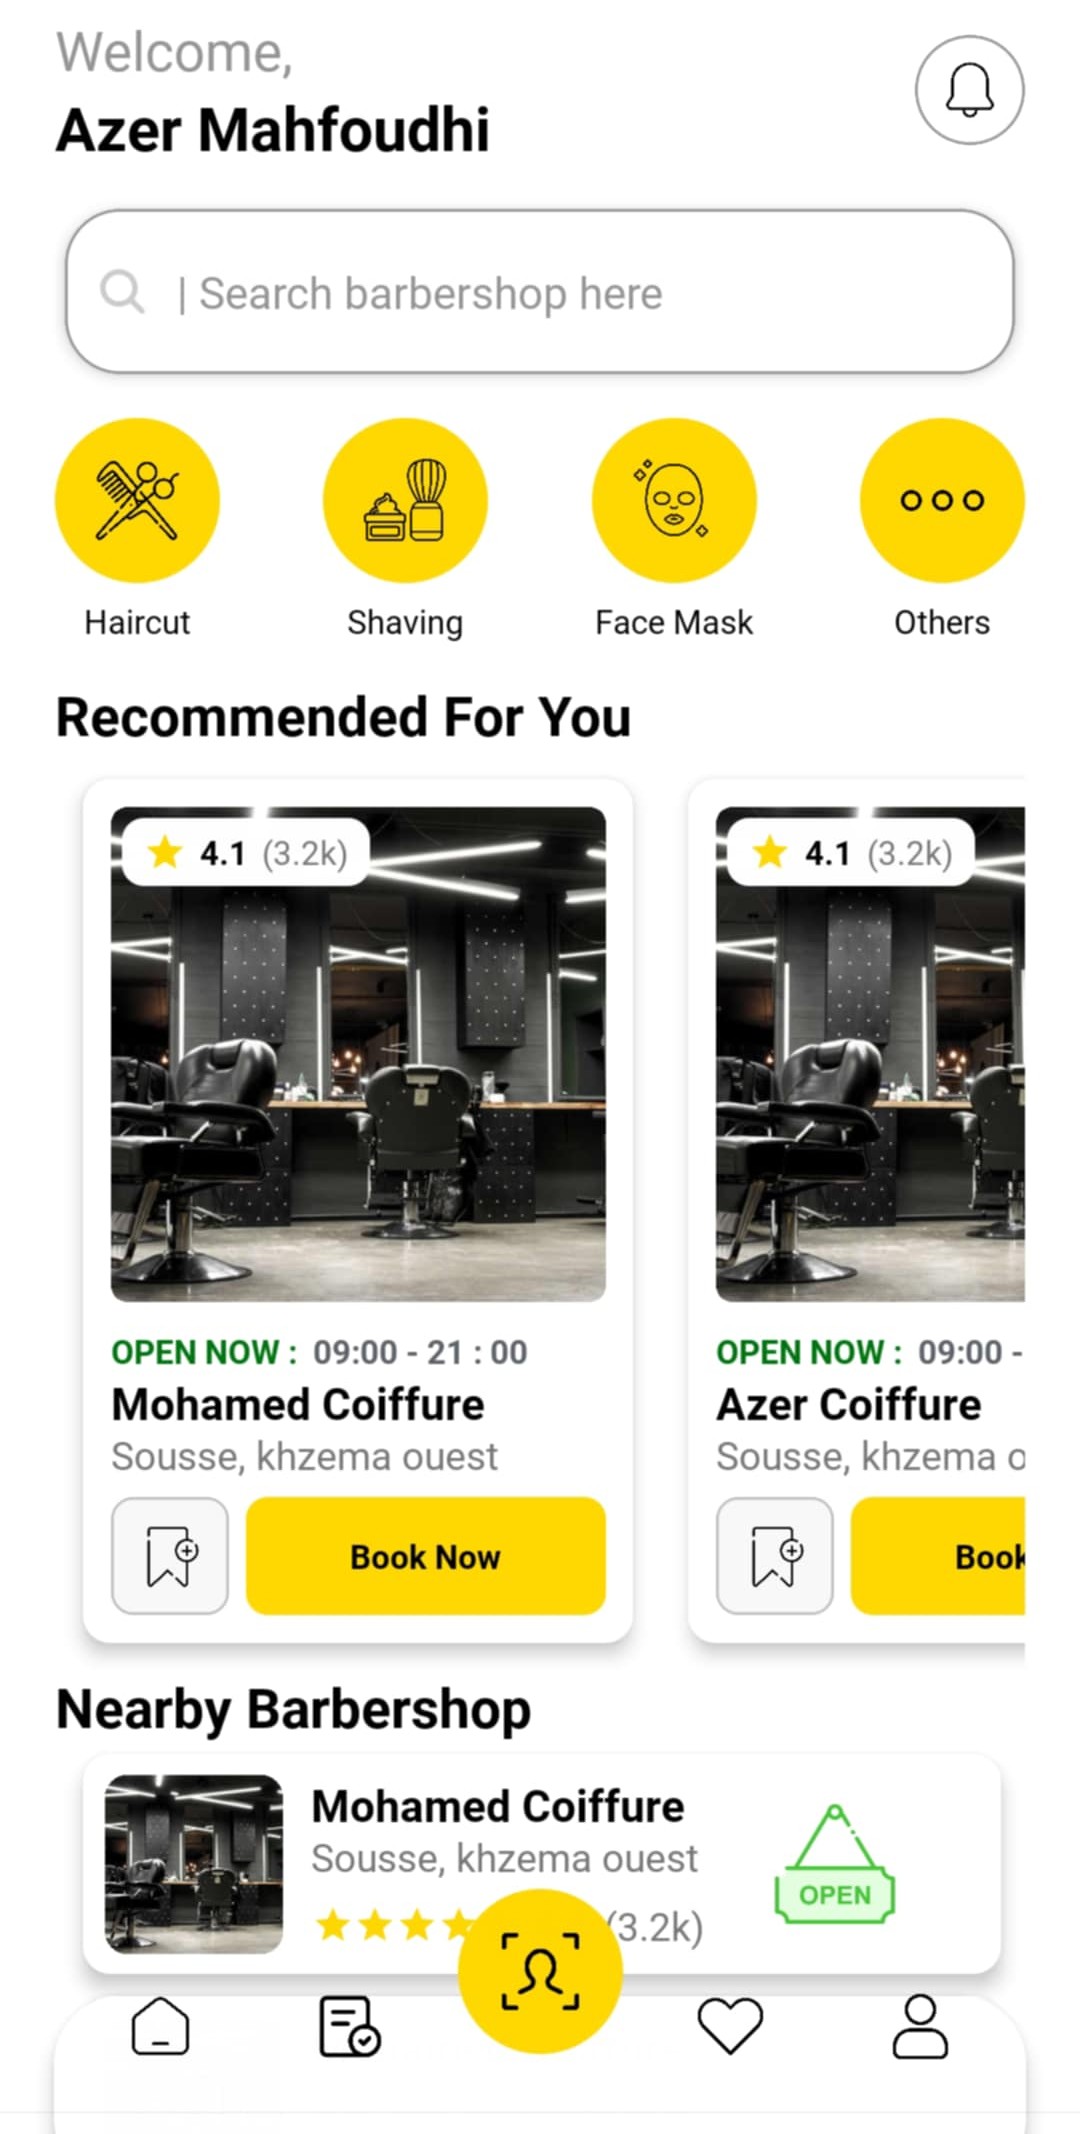 Welcome,
Azer Mahfoudhi
| Search barbershop here
Haircut
Shaving
Face Mask
Others
Recommended For You
4.1 (3.2k)
OPEN NOW : 09:00 - 21 : 00
Mohamed Coiffure
Sousse, khzema ouest
Book Now
4.1 (3.2k)
OPEN NOW : 09:00 -
Azer Coiffure
Sousse, khzema o
Book
Nearby Barbershop
Mohamed Coiffure
Sousse, khzema ouest
(3.2k)
OPEN